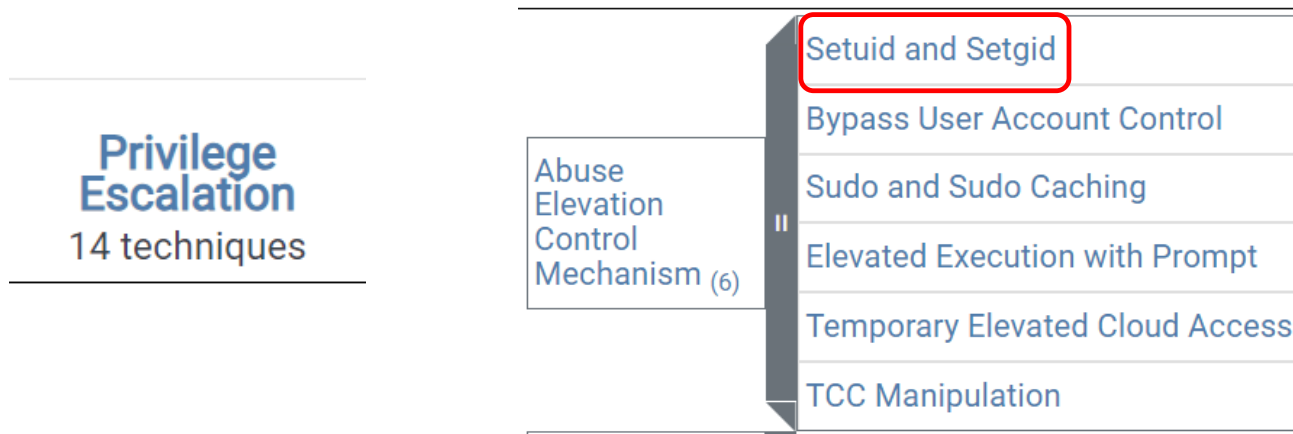 Privilege
Escalation
14 techniques
Abuse
Elevation
Control
Mechanism (6)
Setuid and Setgid
Bypass User Account Control
Sudo and Sudo Caching
Elevated Execution with Prompt
Temporary Elevated Cloud Access
TCC Manipulation